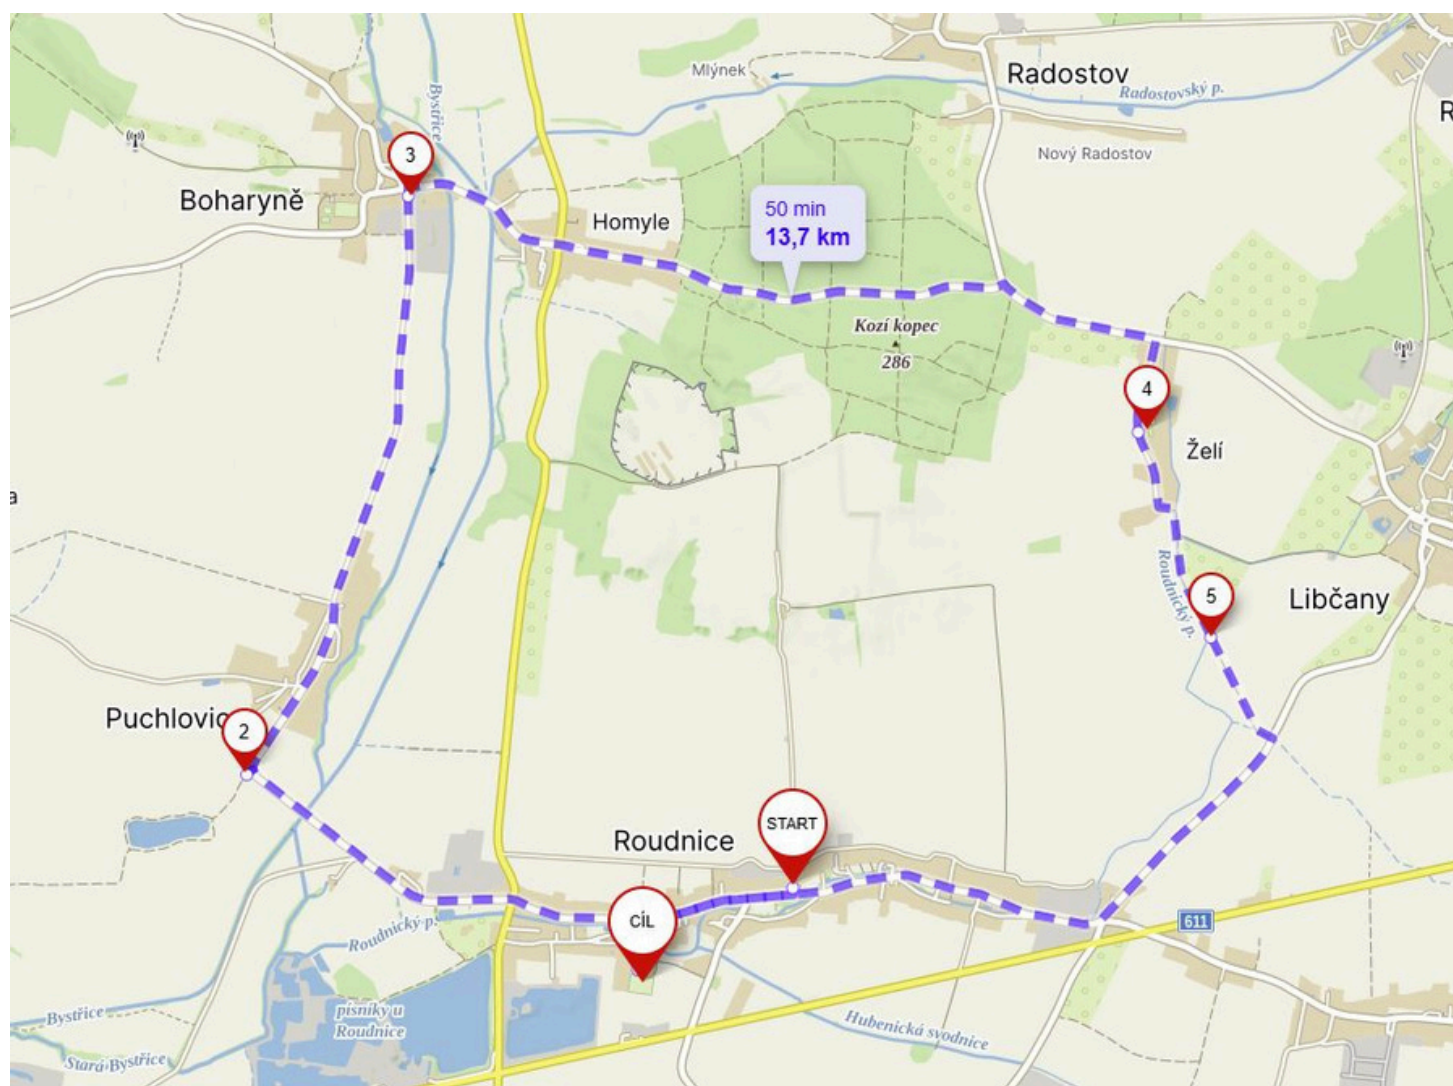 Mlýnek
Radostov
Radostovský p.
R
Nový Radostov
Bystřice
3
Boharyně
Homyle
50 min
13,7 km
Kozí kopec
286
4
Želí
a
Roudnický p.
5
Libčany
Puchlovic
2
START
Roudnice
CÍL
611
Roudnický p.
písníky u
Roudnice
Bystřice
Stará Bystřice
Hubenická svodnice